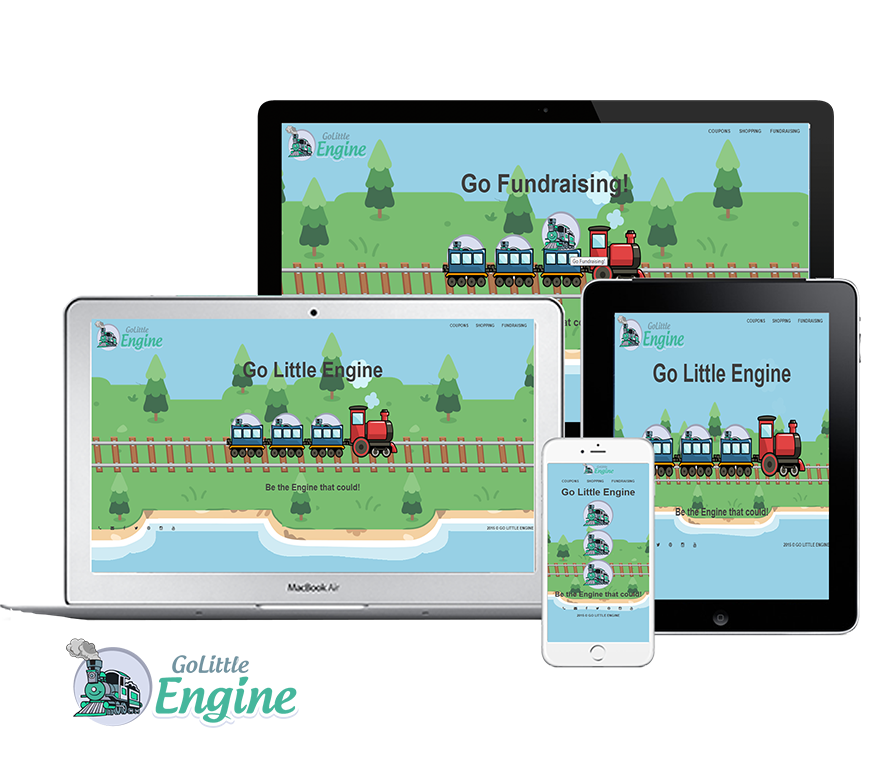 GoLittle
Engine
COUPONS SHOPPING FUNDRAISING
Go Fundraising!
Go Fundraising!
GoLittle
Engine
COUPONS SHOPPING FUNDRAISING
Go Little Engine
Be the Engine that could!
2015 © GO LITTLE ENGINE
MacBook Air
GoLittle
Engine
COUPONS SHOPPING FUNDRAISING
Go Little Engine
Be the Engine that could!
2015 © GO LITTLE ENGINE
Engine
COUPONS SHOPPING FUNDRAISING
Go Little Engine
Be the Engine that could!
2015 © GO LITTLE ENGINE
GoLittle
Engine